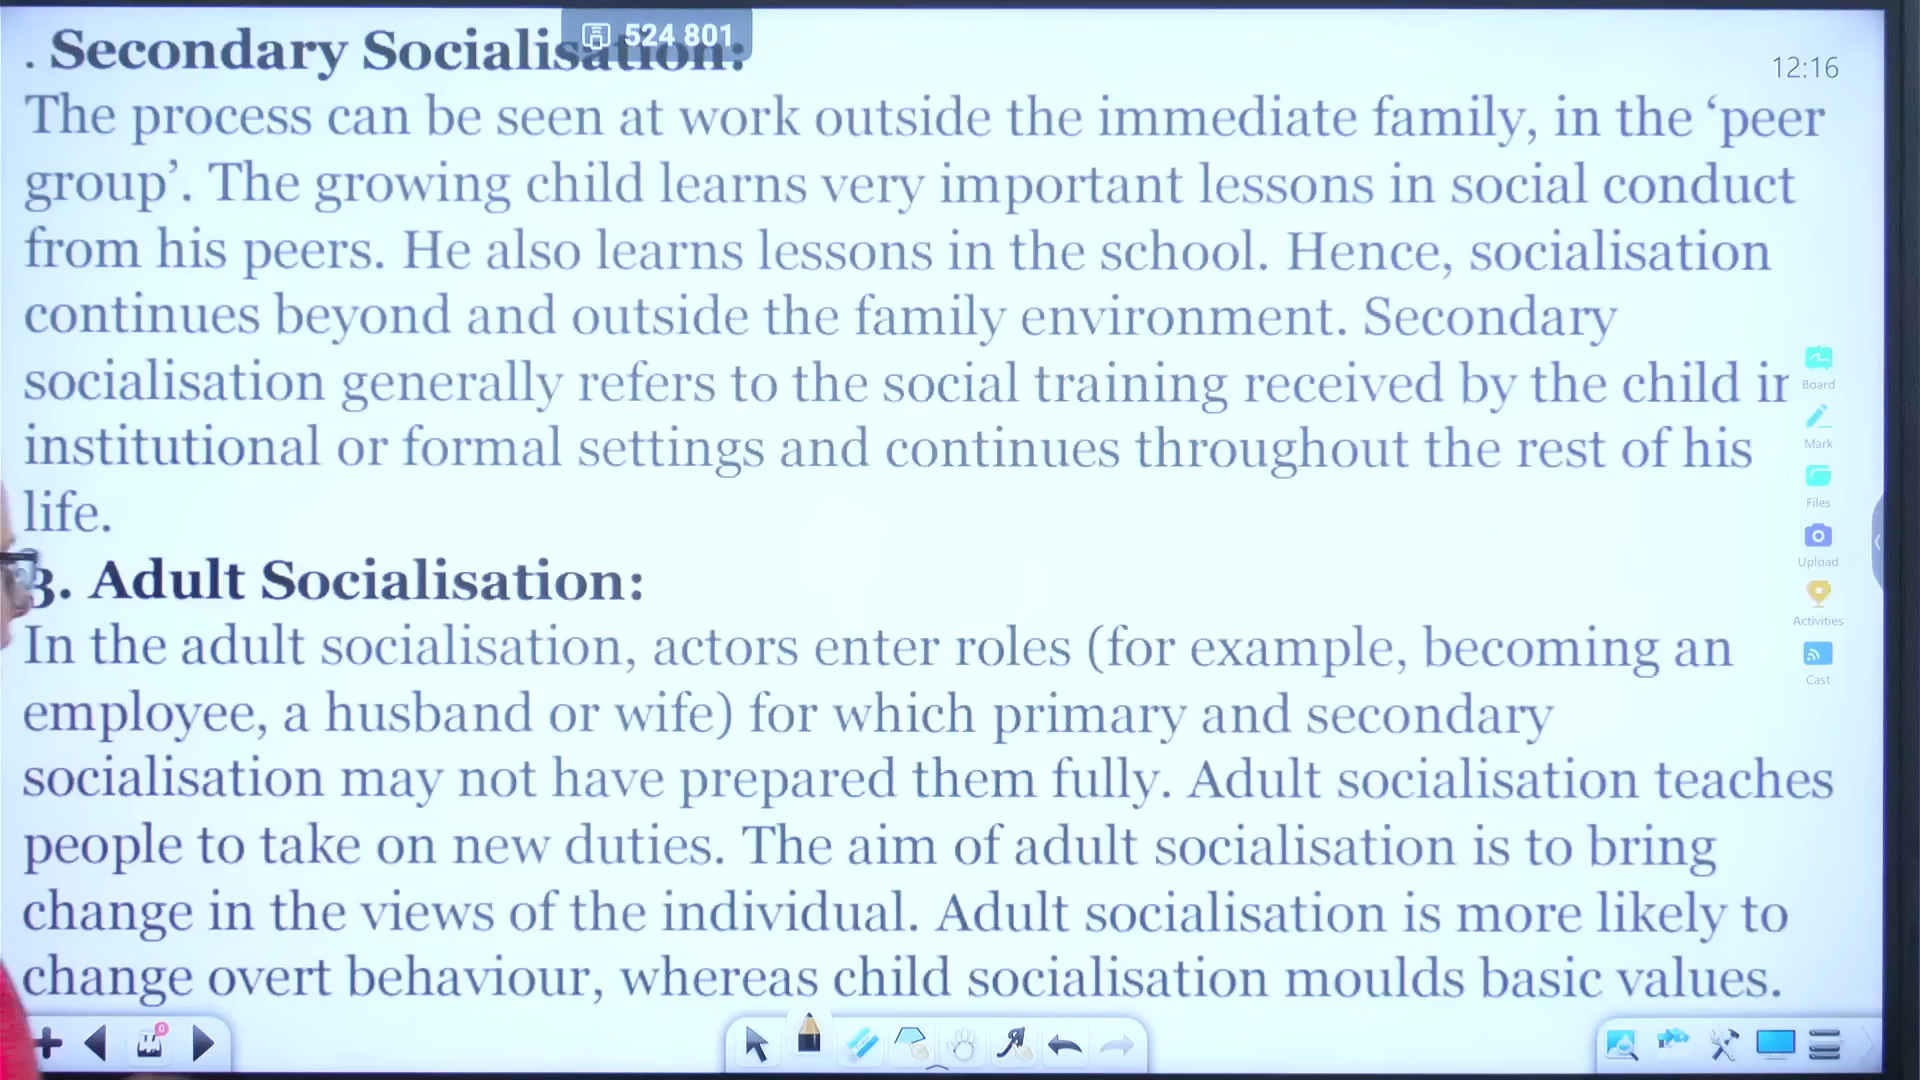 . Secondary Socialisation:
524 801
12:16
The process can be seen at work outside the immediate family, in the ‘peer
group’. The growing child learns very important lessons in social conduct
from his peers. He also learns lessons in the school. Hence, socialisation
continues beyond and outside the family environment. Secondary
socialisation generally refers to the social training received by the child in
institutional or formal settings and continues throughout the rest of his
life.
3. Adult Socialisation:
In the adult socialisation, actors enter roles (for example, becoming an
employee, a husband or wife) for which primary and secondary
socialisation may not have prepared them fully. Adult socialisation teaches
people to take on new duties. The aim of adult socialisation is to bring
change in the views of the individual. Adult socialisation is more likely to
change overt behaviour, whereas child socialisation moulds basic values.
Board
Mark
Files
Upload
Activities
Cast
0